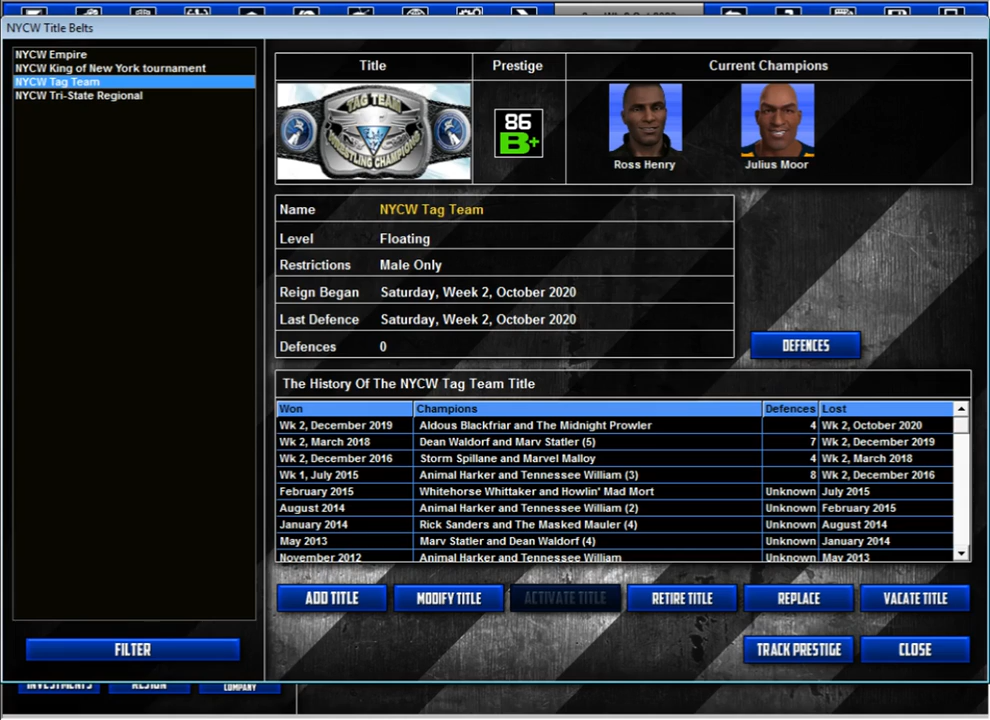 NYCW Title Belts
NYCW Empire
NYCW King of New York tournament
NYCW Tag Team
NYCW Tri-State Regional
FILTER
Title Prestige Current Champions
TAG TEAM
WRESTLING CHAMPIONS
86
B+
Ross Henry Julius Moor
Name NYCW Tag Team
Level Floating
Restrictions Male Only
Reign Began Saturday, Week 2, October 2020
Last Defence Saturday, Week 2, October 2020
Defences 0
DEFENCES
The History Of The NYCW Tag Team Title
Won Champions Defences Lost
Wk 2, December 2019 Aldous Blackfriar and The Midnight Prowler 4 Wk 2, October 2020
Wk 2, March 2018 Dean Waldorf and Marv Statler (5) 7 Wk 2, December 2019
Wk 2, December 2016 Storm Spillane and Marvel Malloy 4 Wk 2, March 2018
Wk 1, July 2015 Animal Harker and Tennessee William (3) 8 Wk 2, December 2016
February 2015 Whitehorse Whittaker and Howlin' Mad Mort Unknown July 2015
August 2014 Animal Harker and Tennessee William (2) Unknown February 2015
January 2014 Rick Sanders and The Masked Mauler (4) Unknown August 2014
May 2013 Marv Statler and Dean Waldorf (4) Unknown January 2014
November 2012 Animal Harker and Tennessee William Unknown May 2013
ADD TITLE MODIFY TITLE ACTIVATE TITLE RETIRE TITLE REPLACE VACATE TITLE
TRACK PRESTIGE CLOSE
INVESTMENTS RESIGN COMPANY